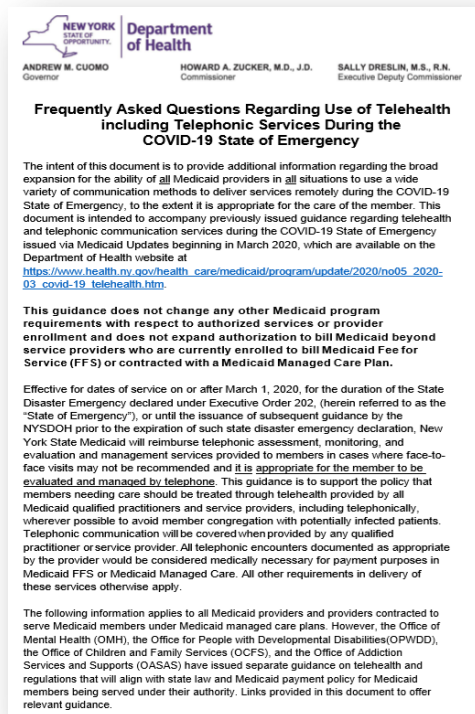 NEW YORK
STATE OF
OPPORTUNITY.
Department
of Health
ANDREW M. CUOMO
Governor
HOWARD A. ZUCKER, M.D., J.D.
Commissioner
SALLY DRESLIN, M.S., R.N.
Executive Deputy Commissioner
Frequently Asked Questions Regarding Use of Telehealth
including Telephonic Services During the
COVID-19 State of Emergency
The intent of this document is to provide additional information regarding the broad
expansion for the ability of all Medicaid providers in all situations to use a wide
variety of communication methods to deliver services remotely during the COVID-19
State of Emergency, to the extent it is appropriate for the care of the member. This
document is intended to accompany previously issued guidance regarding telehealth
and telephonic communication services during the COVID-19 State of Emergency
issued via Medicaid Updates beginning in March 2020, which are available on the
Department of Health website at
https://www.health.ny.gov/health_care/medicaid/program/update/2020/no05_2020-
03_covid-19_telehealth.htm.
This guidance does not change any other Medicaid program
requirements with respect to authorized services or provider
enrollment and does not expand authorization to bill Medicaid beyond
service providers who are currently enrolled to bill Medicaid Fee for
Service (FFS) or contracted with a Medicaid Managed Care Plan.
Effective for dates of service on or after March 1, 2020, for the duration of the State
Disaster Emergency declared under Executive Order 202, (herein referred to as the
“State of Emergency”), or until the issuance of subsequent guidance by the
NYSDOH prior to the expiration of such state disaster emergency declaration, New
York State Medicaid will reimburse telephonic assessment, monitoring, and
evaluation and management services provided to members in cases where face-to-
face visits may not be recommended and it is appropriate for the member to be
evaluated and managed by telephone. This guidance is to support the policy that
members needing care should be treated through telehealth provided by all
Medicaid qualified practitioners and service providers, including telephonically,
wherever possible to avoid member congregation with potentially infected patients.
Telephonic communication will be covered when provided by any qualified
practitioner or service provider. All telephonic encounters documented as appropriate
by the provider would be considered medically necessary for payment purposes in
Medicaid FFS or Medicaid Managed Care. All other requirements in delivery of
these services otherwise apply.
The following information applies to all Medicaid providers and providers contracted to
serve Medicaid members under Medicaid managed care plans. However, the Office of
Mental Health (OMH), the Office for People with Developmental Disabilities(OPWDD),
the Office of Children and Family Services (OCFS), and the Office of Addiction
Services and Supports (OASAS) have issued separate guidance on telehealth and
regulations that will align with state law and Medicaid payment policy for Medicaid
members being served under their authority. Links provided in this document to offer
relevant guidance.